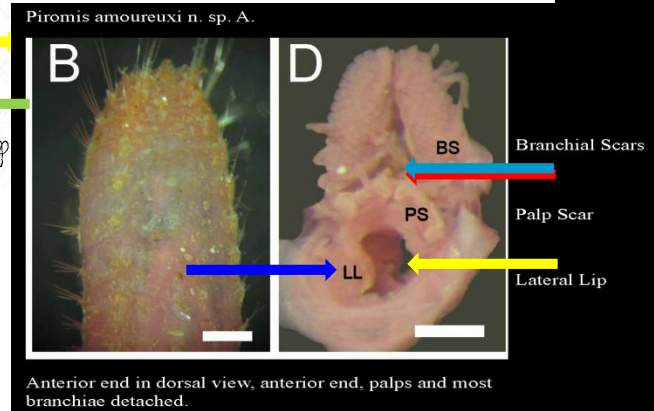 Piromis amoureuxi n. sp. A.
B
D
BS
Branchial Scars
PS
Palp Scar
LL
Lateral Lip
Anterior end in dorsal view, anterior end, palps and most
branchiae detached.